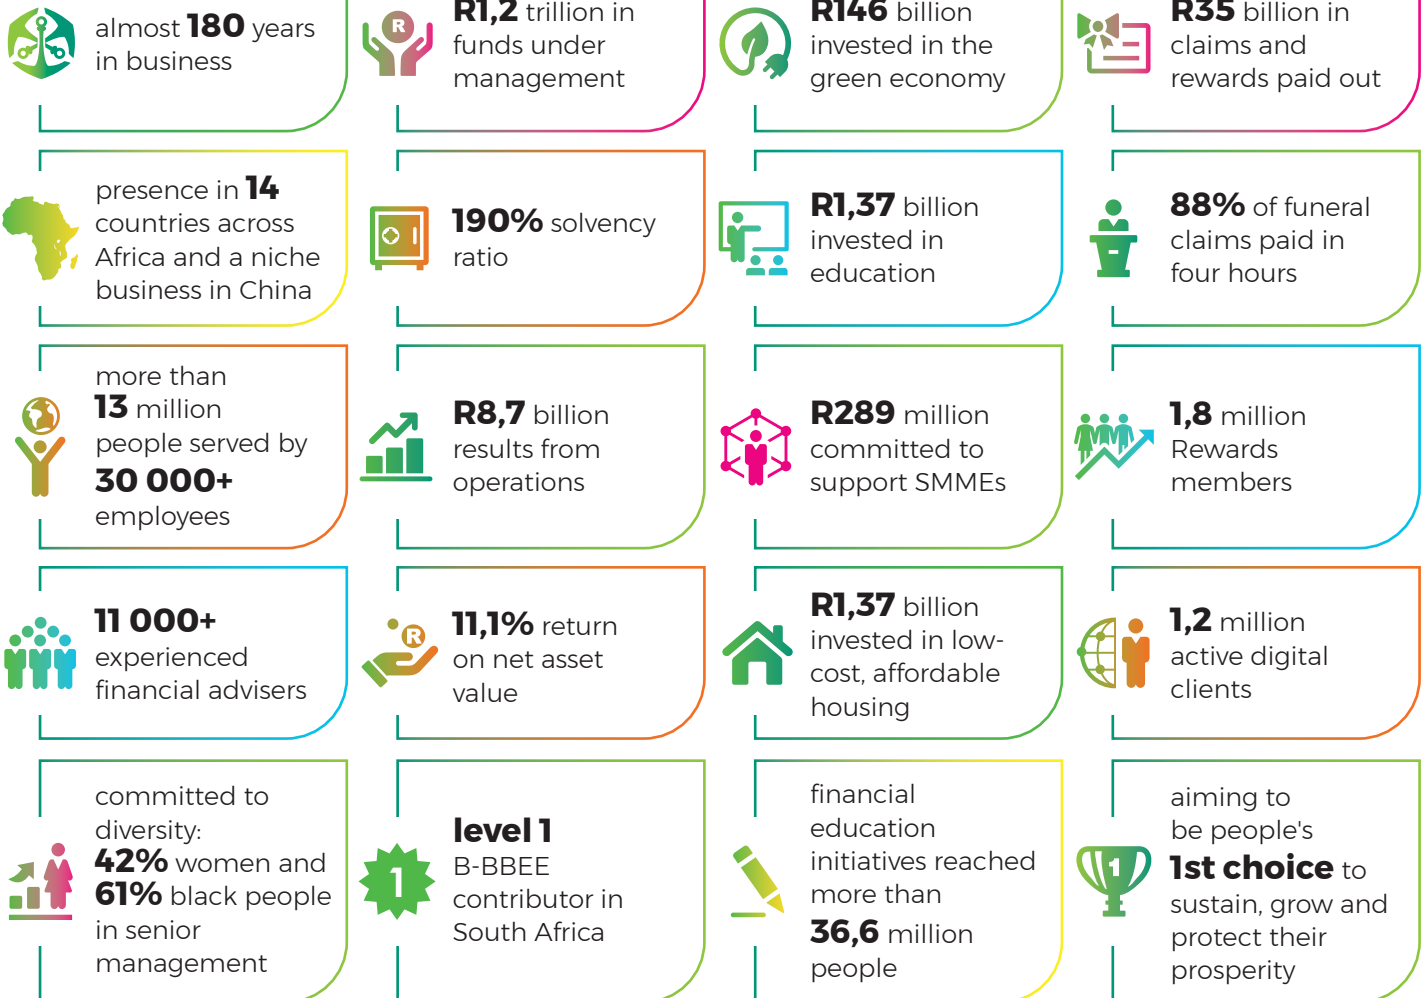 almost 180 years
in business
R1,2 trillion in
funds under
management
R146 billion
invested in the
green economy
R35 billion in
claims and
rewards paid out
presence in 14
countries across
Africa and a niche
business in China
190% solvency
ratio
R1,37 billion
invested in
education
88% of funeral
claims paid in
four hours
more than
13 million
people served by
30 000+
employees
R8,7 billion
results from
operations
R289 million
committed to
support SMMEs
1,8 million
Rewards
members
11 000+
experienced
financial advisers
R
11,1% return
on net asset
value
R1,37 billion
invested in low-
cost, affordable
housing
1,2 million
active digital
clients
committed to
diversity:
42% women and
61% black people
in senior
management
1
level 1
B-BBEE
contributor in
South Africa
financial
education
initiatives reached
more than
36,6 million
people
1
aiming to
be people's
1st choice to
sustain, grow and
protect their
prosperity